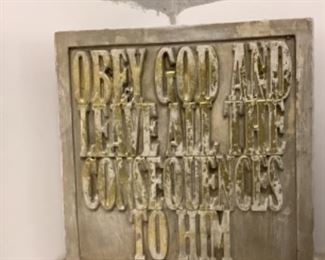 OBEY GOD AND
LEAVE ALL THE
CONSEQUENCES
TO HIM